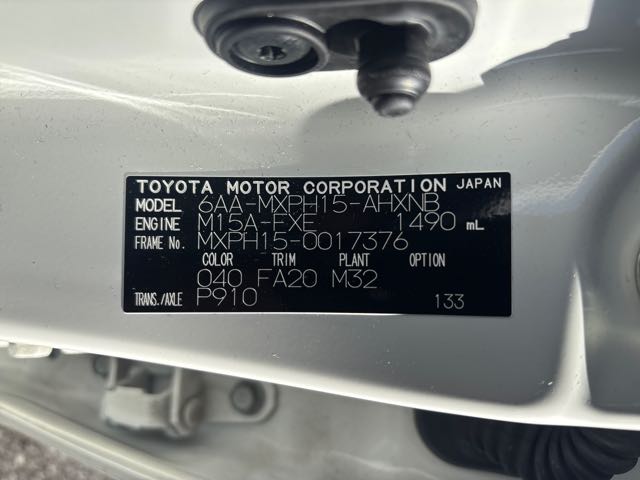 TOYOTA MOTOR CORPORATION JAPAN
MODEL 6AA-MXPH15-AHXNB
ENGINE M15A-FXE 1490 mL
FRAME No. MXPH15-0017376
COLOR TRIM PLANT OPTION
040 FA20 M32
TRANS./AXLE P910 133